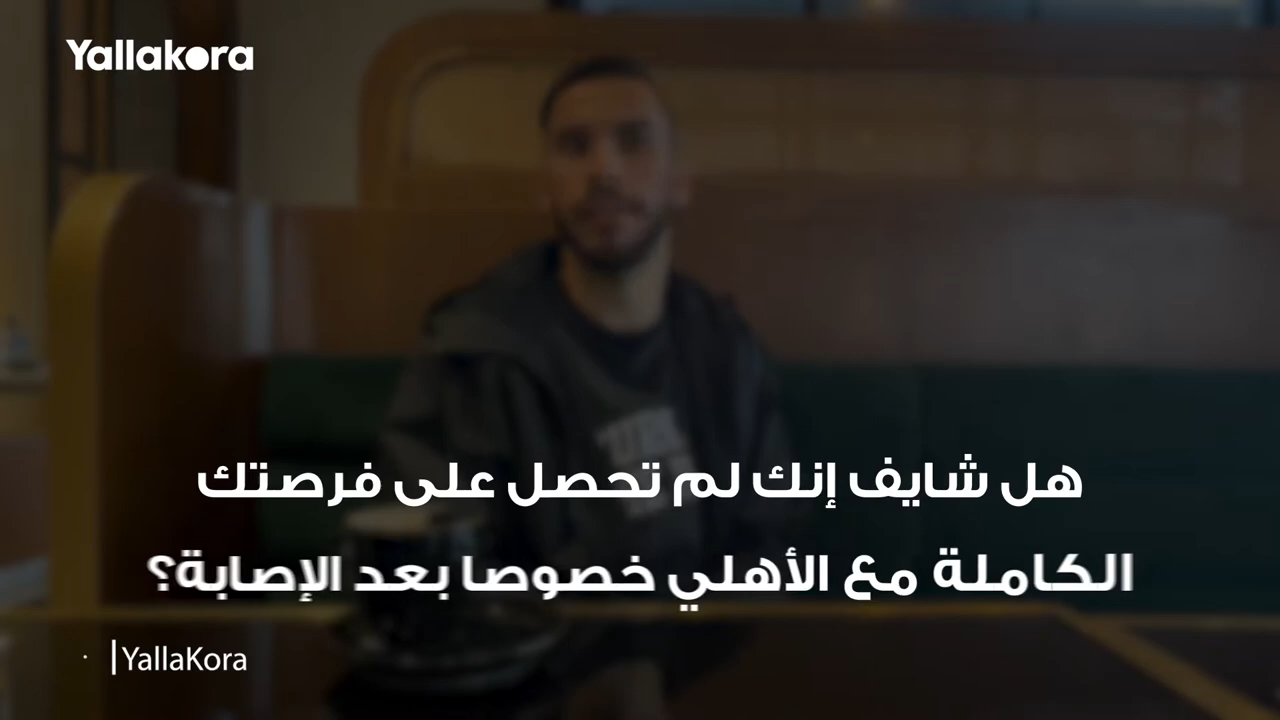 Yallakora
هل شايف إنك لم تحصل على فرصتك
الكاملة مع الأهلي خصوصا بعد الإصابة؟
YallaKora